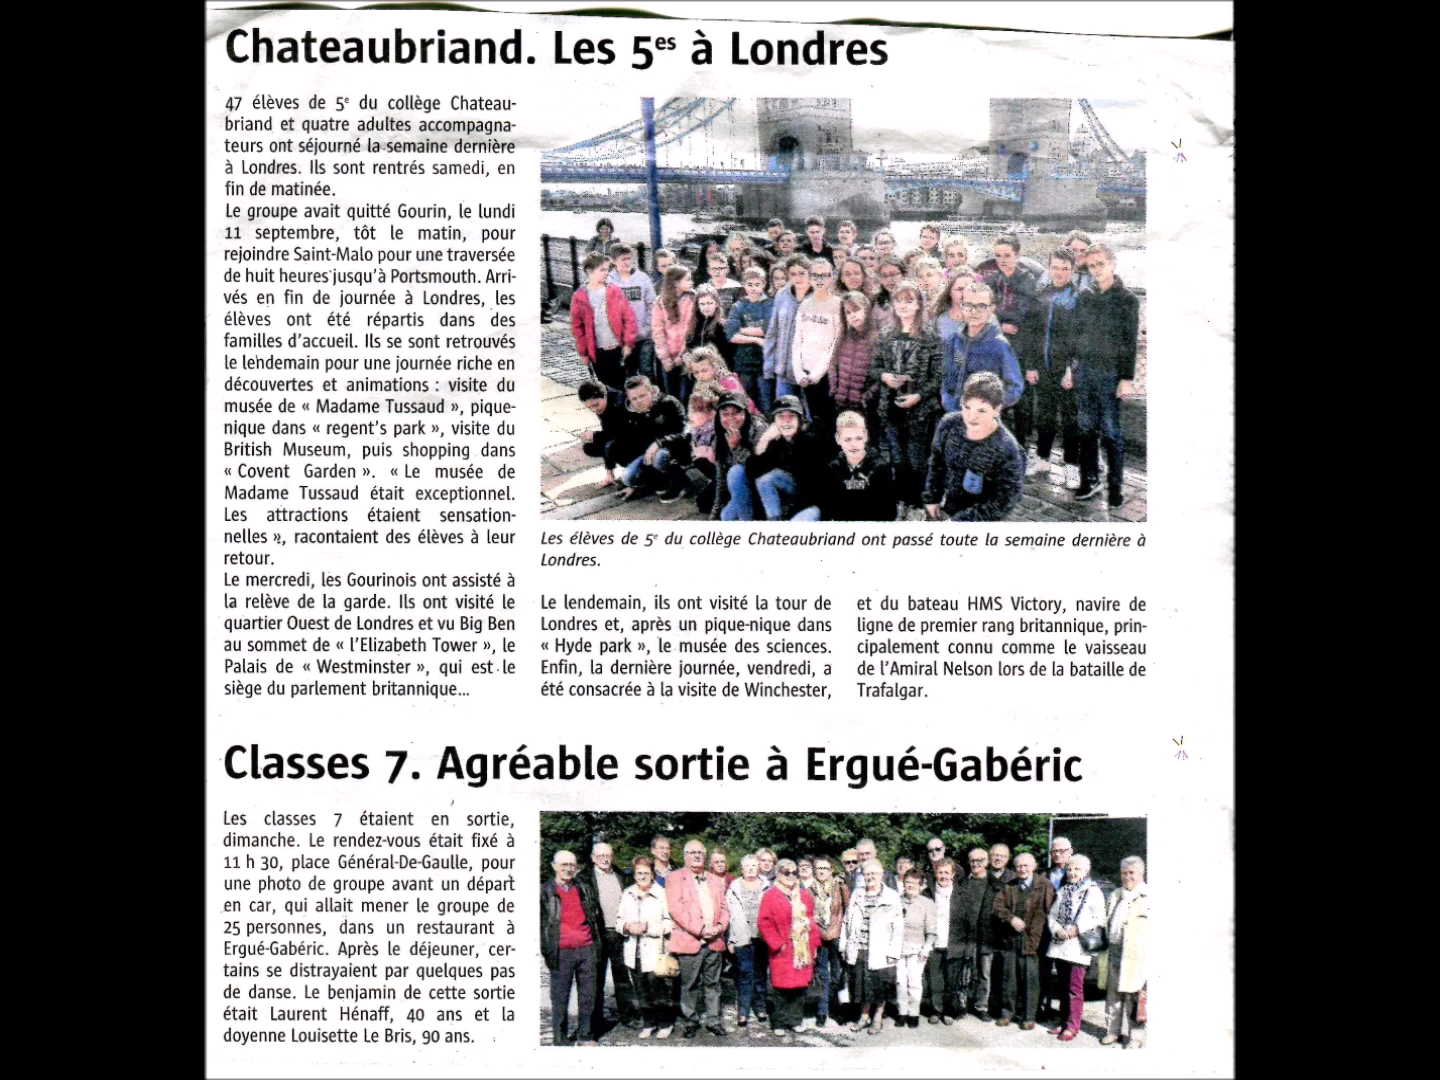 Chateaubriand. Les 5es à Londres
47 élèves de 5e du collège Chateau-
briand et quatre adultes accompagna-
teurs ont séjourné la semaine dernière
à Londres. Ils sont rentrés samedi, en
fin de matinée.
Le groupe avait quitté Gourin, le lundi
11 septembre, tôt le matin, pour
rejoindre Saint-Malo pour une traversée
de huit heures jusqu'à Portsmouth. Arri-
vés en fin de journée à Londres, les
élèves ont été répartis dans des
familles d'accueil. Ils se sont retrouvés
le lendemain pour une journée riche en
découvertes et animations : visite du
musée de « Madame Tussaud », pique-
nique dans « regent's park », visite du
British Museum, puis shopping dans
« Covent Garden ». « Le musée de
Madame Tussaud était exceptionnel.
Les attractions étaient sensation-
nelles », racontaient des élèves à leur
retour.
Le mercredi, les Gourinois ont assisté à
la relève de la garde. Ils ont visité le
quartier Ouest de Londres et vu Big Ben
au sommet de « l'Elizabeth Tower », le
Palais de « Westminster », qui est le
siège du parlement britannique...
Les élèves de 5e du collège Chateaubriand ont passé toute la semaine dernière à
Londres.
Le lendemain, ils ont visité la tour de
Londres et, après un pique-nique dans
« Hyde park », le musée des sciences.
Enfin, la dernière journée, vendredi, a
été consacrée à la visite de Winchester,
et du bateau HMS Victory, navire de
ligne de premier rang britannique, prin-
cipalement connu comme le vaisseau
de l'Amiral Nelson lors de la bataille de
Trafalgar.
Classes 7. Agréable sortie à Ergué-Gabéric
Les classes 7 étaient en sortie,
dimanche. Le rendez-vous était fixé à
11 h 30, place Général-De-Gaulle, pour
une photo de groupe avant un départ
en car, qui allait mener le groupe de
25 personnes, dans un restaurant à
Ergué-Gabéric. Après le déjeuner, cer-
tains se distrayaient par quelques pas
de danse. Le benjamin de cette sortie
était Laurent Hénaff, 40 ans et la
doyenne Louisette Le Bris, 90 ans.